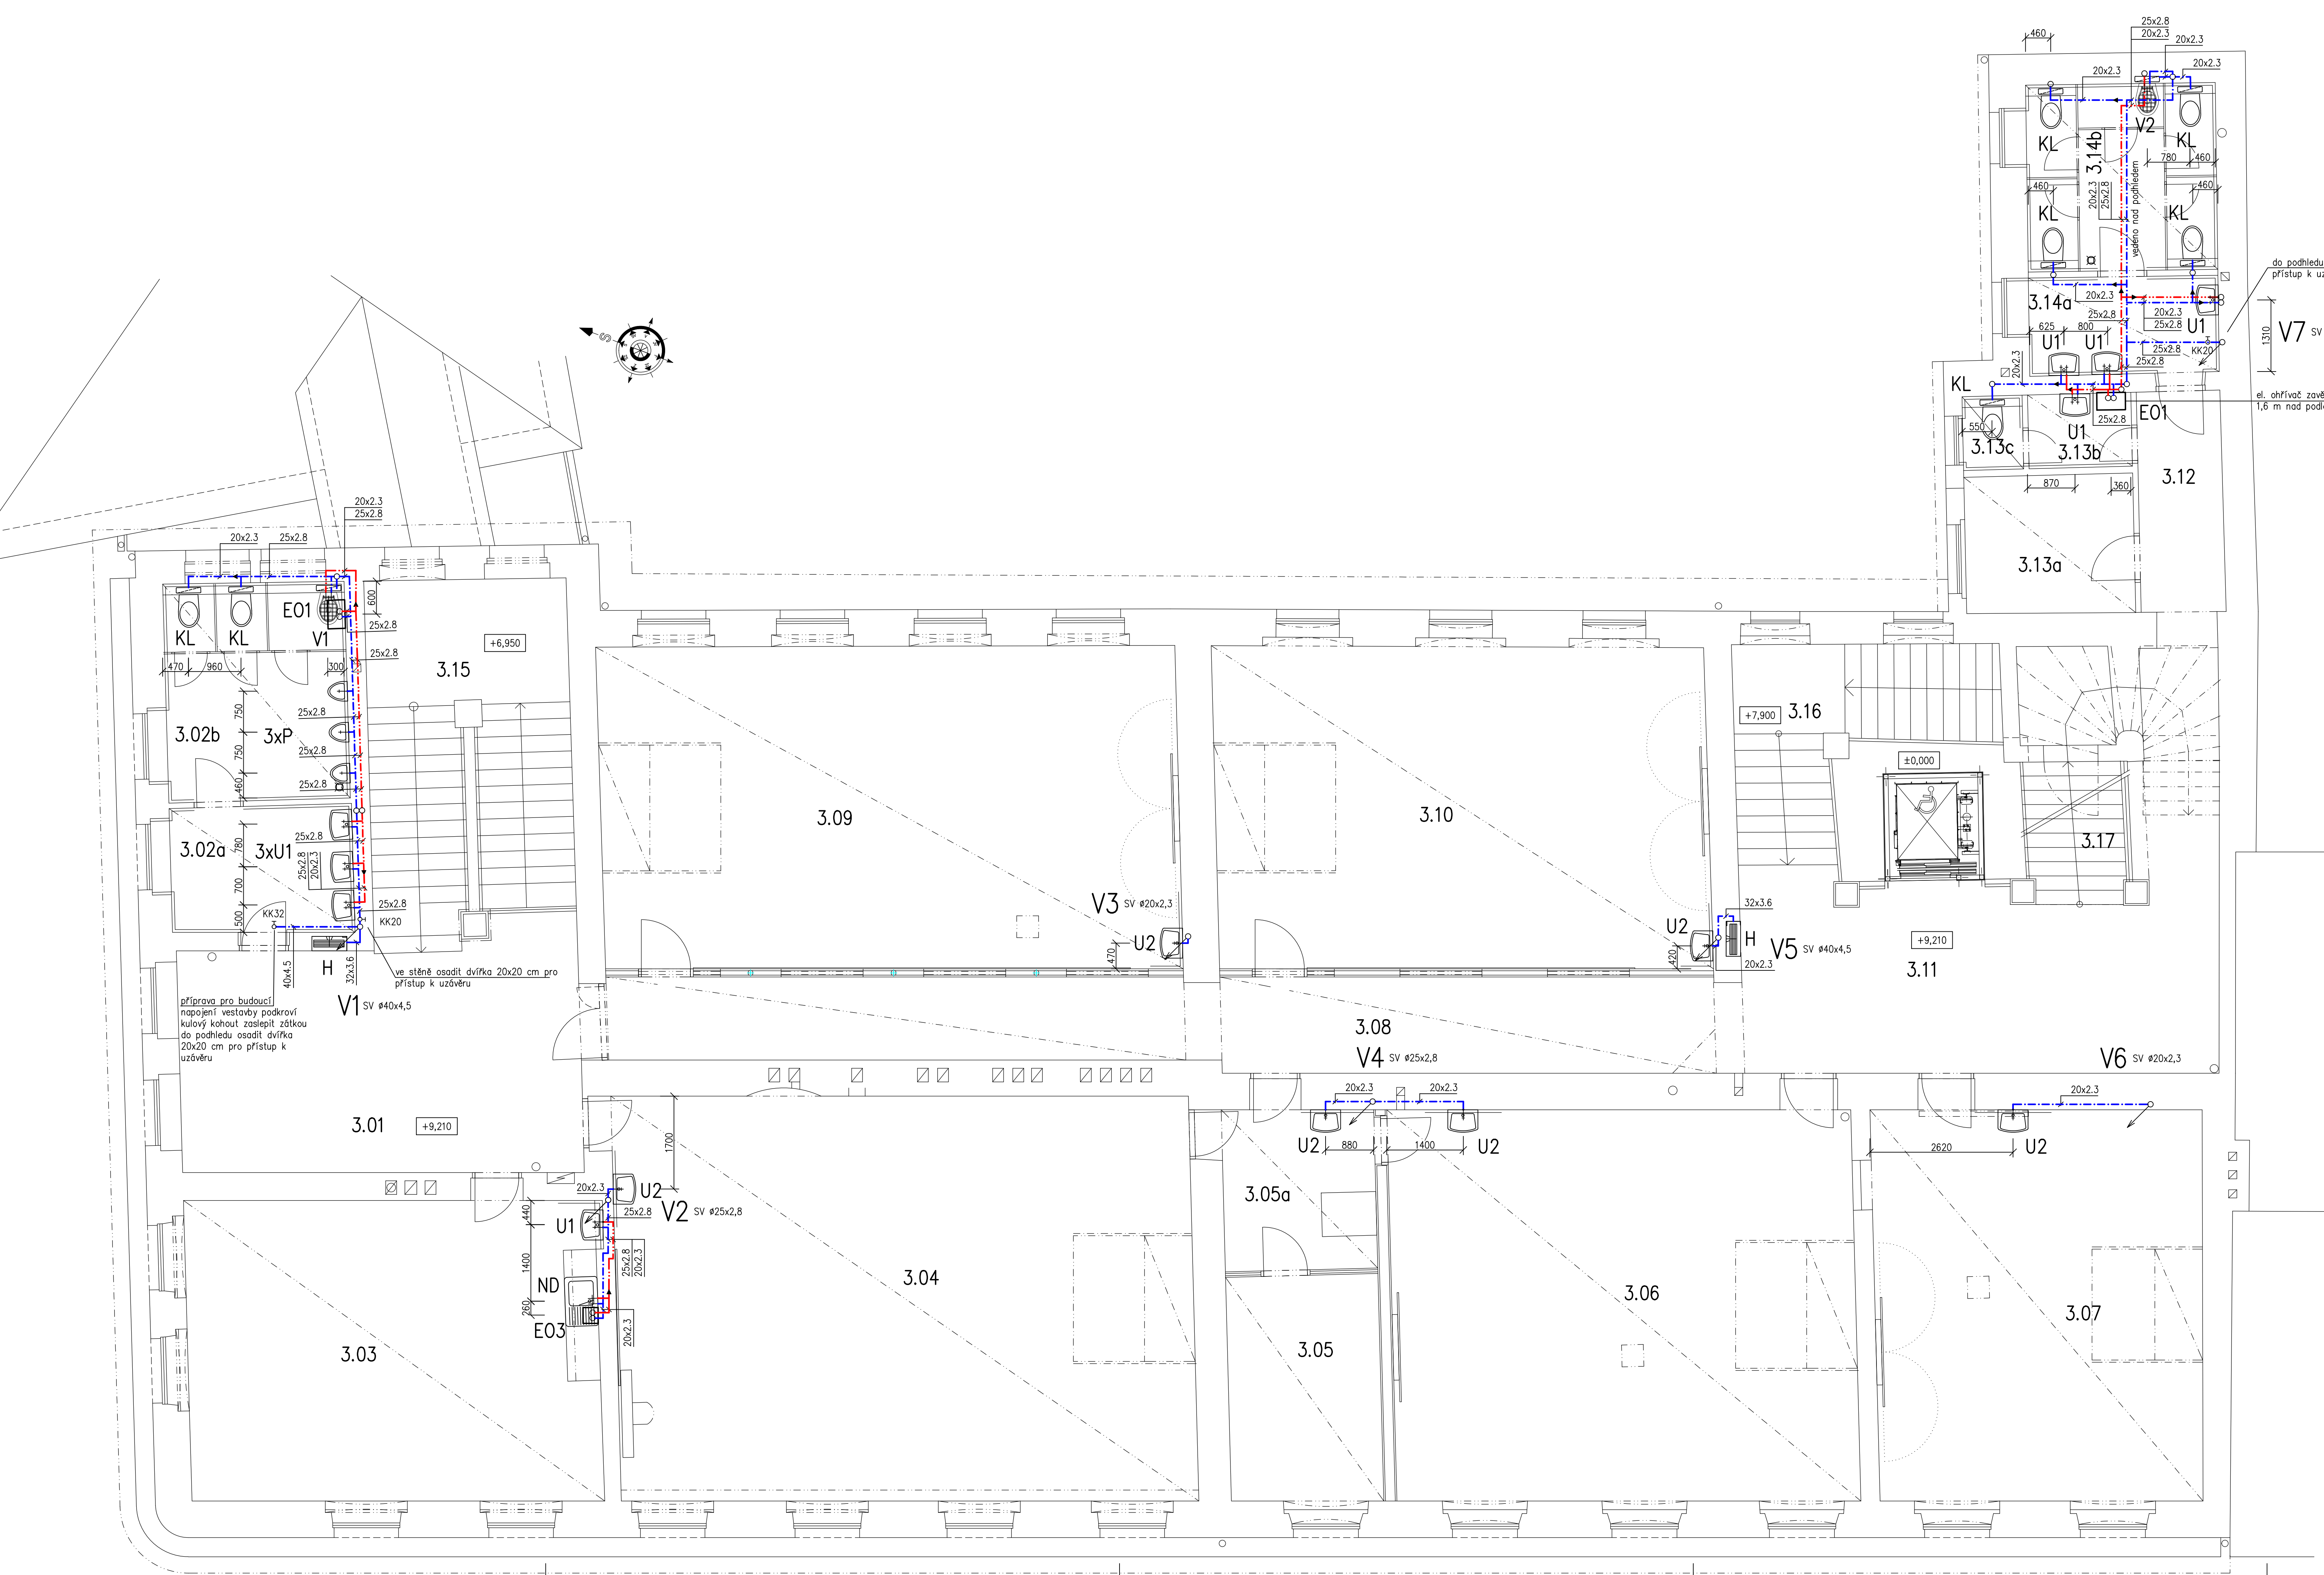 25x2.8
20x2.3
460
20x2.3
20x2.3
20x2.3
V2
KL
KL
3.14b
780
460
460
460
20x2.3
25x2.8
vedeno nad podhledem
KL
KL
do podhledu
přístup k
3.14a
20x2.3
25x2.8
20x2.3
25x2.8
U1
1310
V7 SV
625
800
U1
U1
25x2.8
KK20
25x2.8
20x2.3
KL
el. ohřívač
1,6 m nad
EO1
25x2.8
U1
550
3.13c
3.13b
3.12
870
360
3.13a
S
20x2.3
25x2.8
20x2.3
25x2.8
600
EO1
KL
KL
V1
25x2.8
+6,950
25x2.8
3.15
470
960
300
750
25x2.8
3.02b
3xP
750
25x2.8
460
25x2.8
780
25x2.8
3.02a
3xU1
25x2.8
20x2.3
700
500
KK32
25x2.8
KK20
H
40x4.5
32x3.6
ve stěně osadit dvířka 20x20 cm pro
přístup k uzávěru
V1 SV ø40x4,5
příprava pro budoucí
napojení vestavby podkroví
kulový kohout zaslepit zátkou
do podhledu osadit dvířka
20x20 cm pro přístup k
uzávěru
3.09
3.10
V3 SV ø20x2,3
U2
470
U2
420
32x3.6
H
20x2.3
V5 SV ø40x4,5
+7,900
3.16
±0,000
3.17
+9,210
3.11
3.08
V4 SV ø25x2,8
V6 SV ø20x2,3
20x2.3
20x2.3
20x2.3
3.01
+9,210
1700
U2
880
1400
U2
2620
U2
20x2.3
U2
25x2.8
V2 SV ø25x2,8
440
U1
1400
25x2.8
20x2.3
ND
260
EO3
20x2.3
3.05a
3.04
3.03
3.05
3.06
3.07